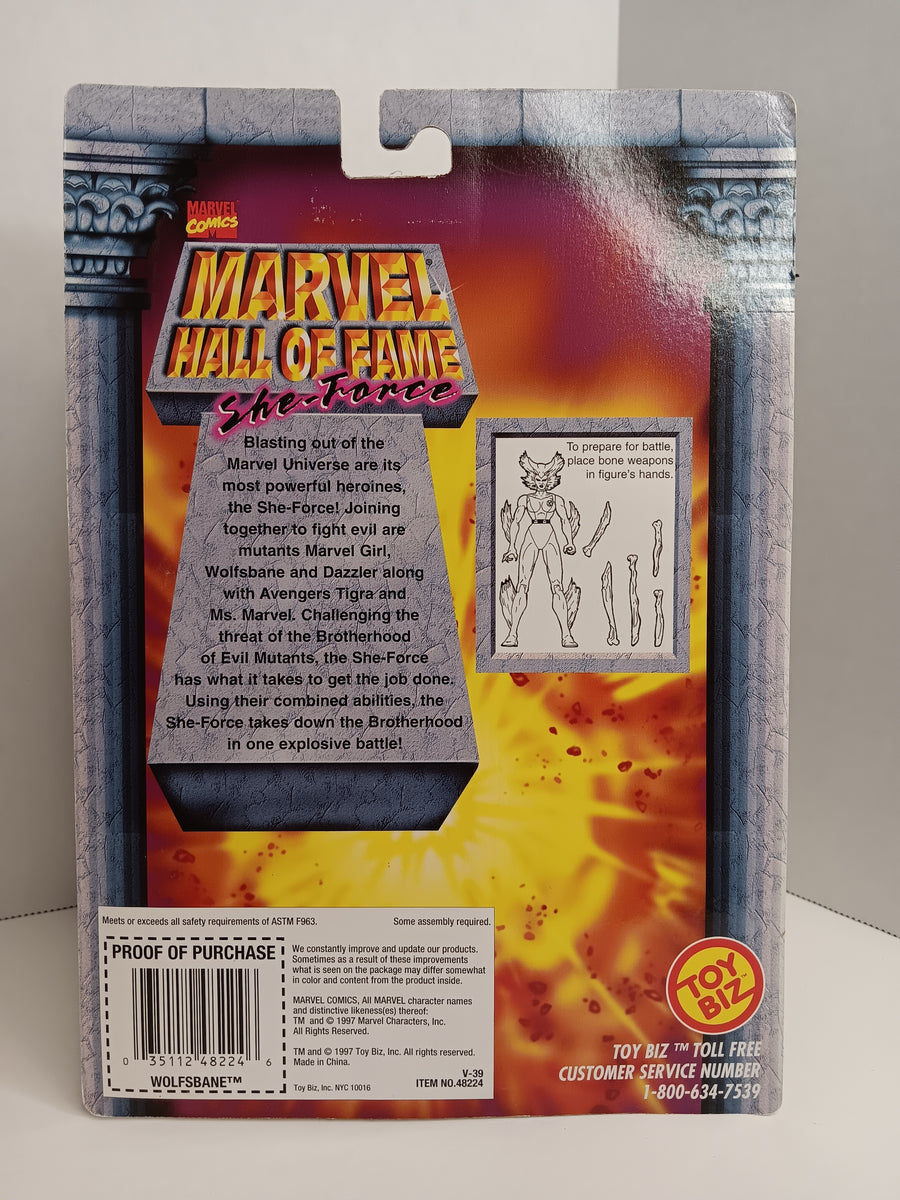 MARVEL
COMICS
MARVEL®
HALL OF FAME
She-Force
Blasting out of the
Marvel Universe are its
most powerful heroines,
the She-Force! Joining
together to fight evil are
mutants Marvel Girl,
Wolfsbane and Dazzler along
with Avengers Tigra and
Ms. Marvel. Challenging the
threat of the Brotherhood
of Evil Mutants, the She-Force
has what it takes to get the job done.
Using their combined abilities, the
She-Force takes down the Brotherhood
in one explosive battle!
To prepare for battle,
place bone weapons
in figure's hands.
Meets or exceeds all safety requirements of ASTM F963.
Some assembly required.
PROOF OF PURCHASE
0 35112 48224 6
WOLFSBANE™
We constantly improve and update our products.
Sometimes as a result of these improvements
what is seen on the package may differ somewhat
in color and content from the product inside.
MARVEL COMICS, All MARVEL character names
and distinctive likeness(es) thereof:
TM and © 1997 Marvel Characters, Inc.
All Rights Reserved.
TM and © 1997 Toy Biz, Inc. All rights reserved.
Made in China.
V-39
Toy Biz, Inc. NYC 10016
ITEM NO.48224
TOY
BIZ™
TOY BIZ ™ TOLL FREE
CUSTOMER SERVICE NUMBER
1-800-634-7539